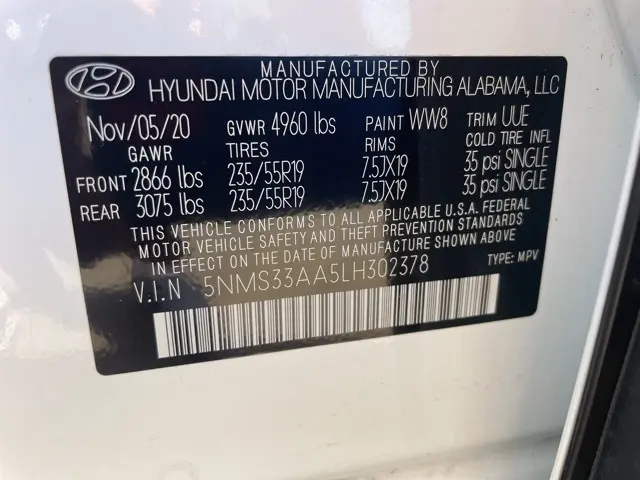 MANUFACTURED BY
HYUNDAI MOTOR MANUFACTURING ALABAMA, LLC
Nov/05/20 GVWR 4960 lbs PAINT WW8 TRIM UUE
GAWR TIRES RIMS COLD TIRE INFL
FRONT 2866 lbs 235/55R19 7.5JX19 35 psi SINGLE
REAR 3075 lbs 235/55R19 7.5JX19 35 psi SINGLE
THIS VEHICLE CONFORMS TO ALL APPLICABLE U.S.A. FEDERAL
MOTOR VEHICLE SAFETY AND THEFT PREVENTION STANDARDS
IN EFFECT ON THE DATE OF MANUFACTURE SHOWN ABOVE.
V.I.N 5NMS33AA5LH302378 TYPE: MPV